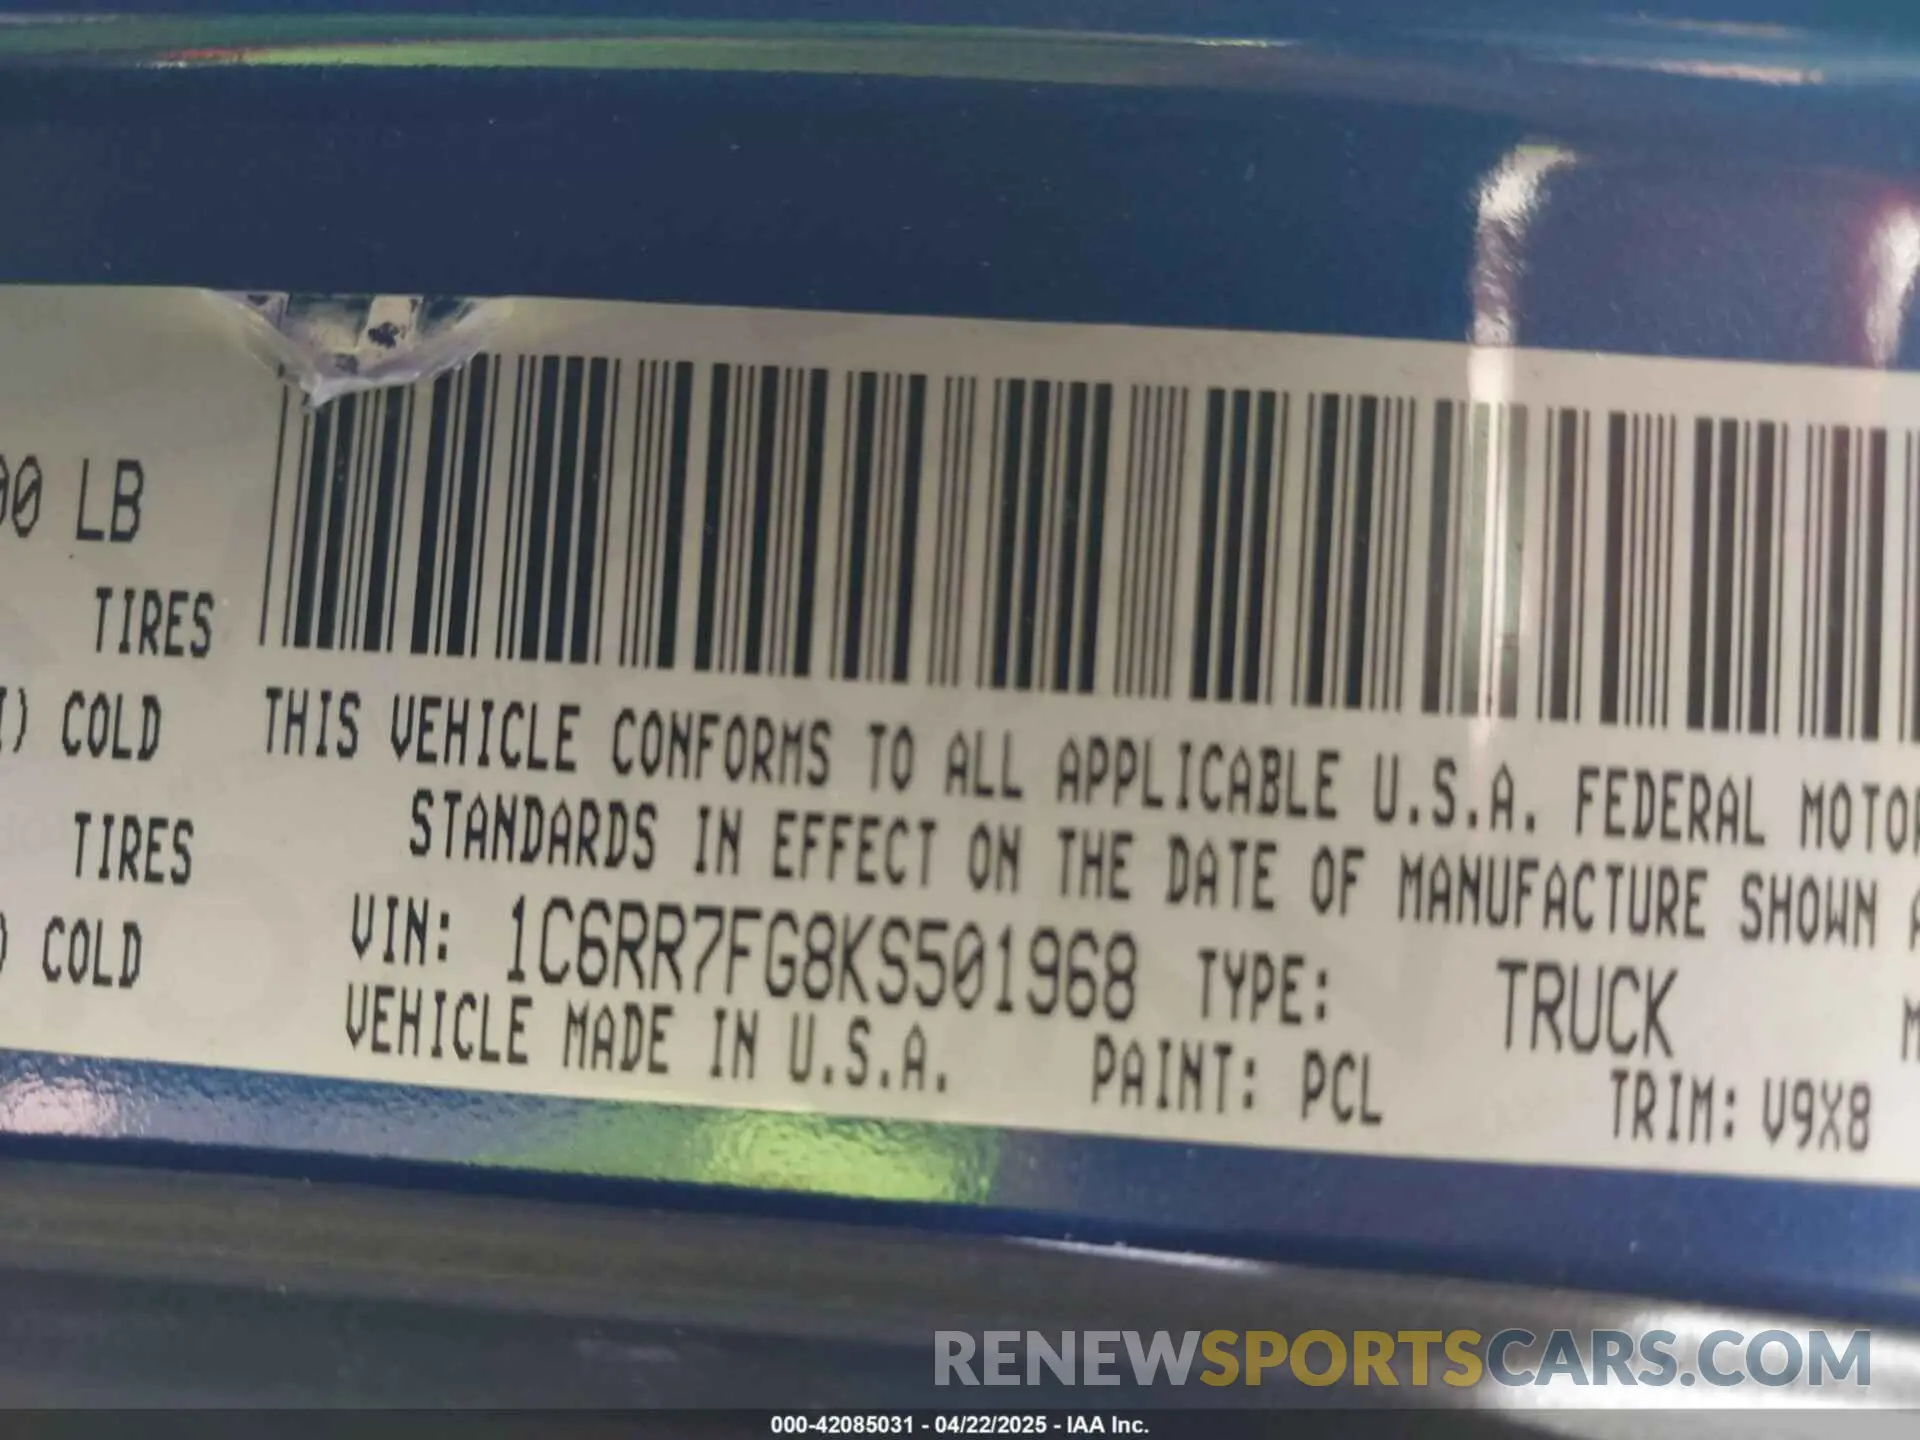 00 LB
TIRES
) COLD
TIRES
) COLD
THIS VEHICLE CONFORMS TO ALL APPLICABLE U.S.A. FEDERAL MOTOR
STANDARDS IN EFFECT ON THE DATE OF MANUFACTURE SHOWN
VIN: 1C6RR7FG8KS501968 TYPE: TRUCK
VEHICLE MADE IN U.S.A. PAINT: PCL TRIM: V9X8
RENEWSPORTSCARS.COM
000-42085031 - 04/22/2025 - IAA Inc.